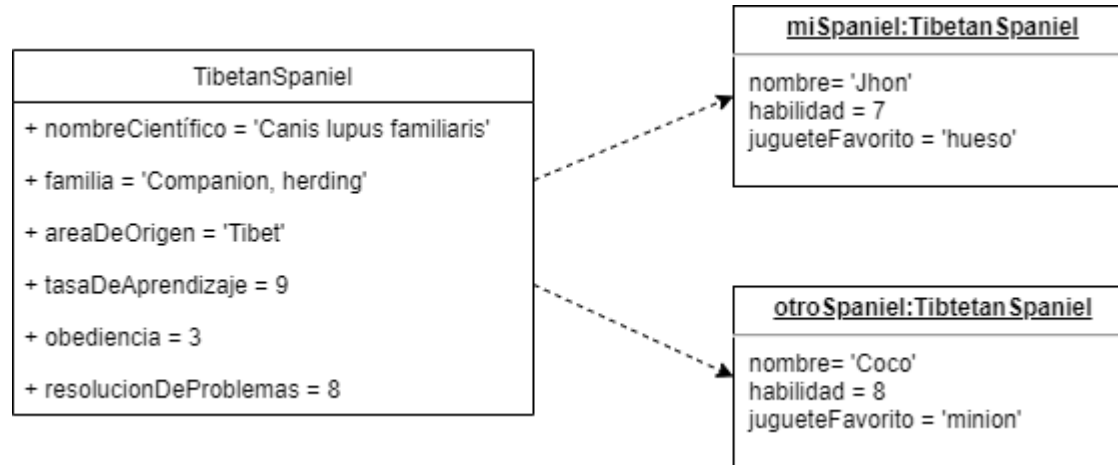 TibetanSpaniel
+ nombreCientífico = 'Canis lupus familiaris'
+ familia = 'Companion, herding'
+ areaDeOrigen = 'Tibet'
+ tasaDeAprendizaje = 9
+ obediencia = 3
+ resolucionDeProblemas = 8
miSpaniel:TibetanSpaniel
nombre= 'Jhon'
habilidad = 7
jugueteFavorito = 'hueso'
otroSpaniel:TibtetanSpaniel
nombre= 'Coco'
habilidad = 8
jugueteFavorito = 'minion'